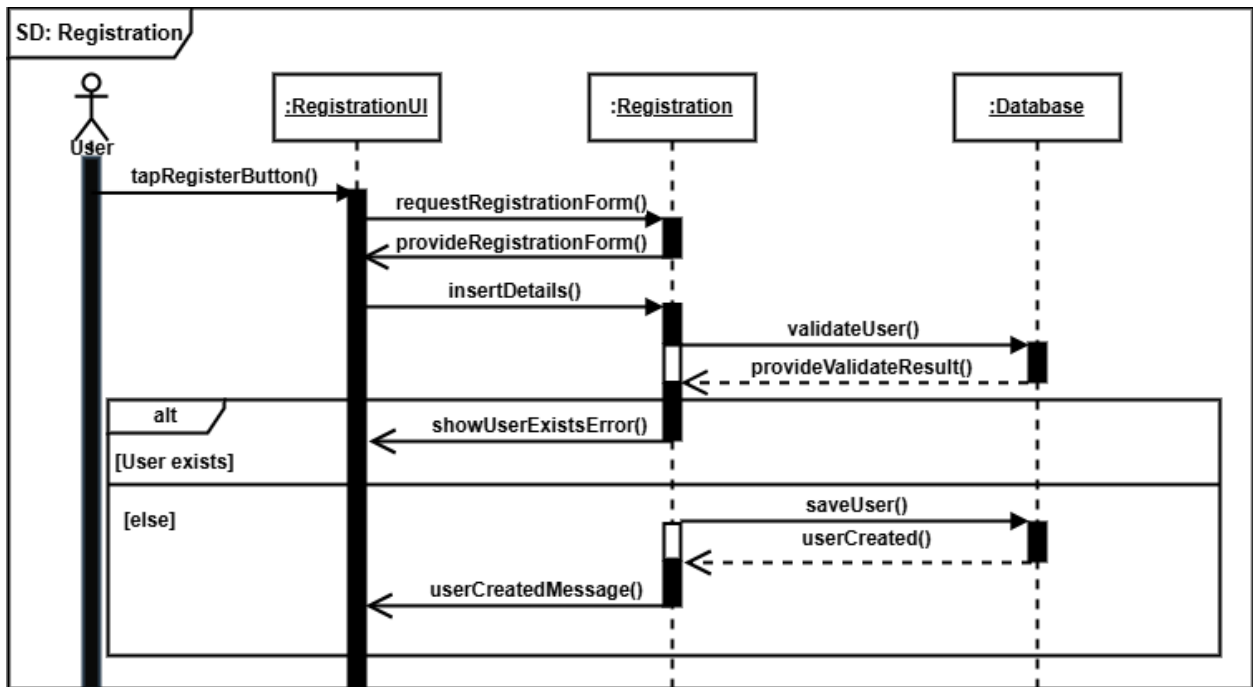 SD: Registration
User
:RegistrationUI
:Registration
:Database
tapRegisterButton()
requestRegistrationForm()
provideRegistrationForm()
insertDetails()
validateUser()
provideValidateResult()
alt
showUserExistsError()
[User exists]
[else]
saveUser()
userCreated()
userCreatedMessage()